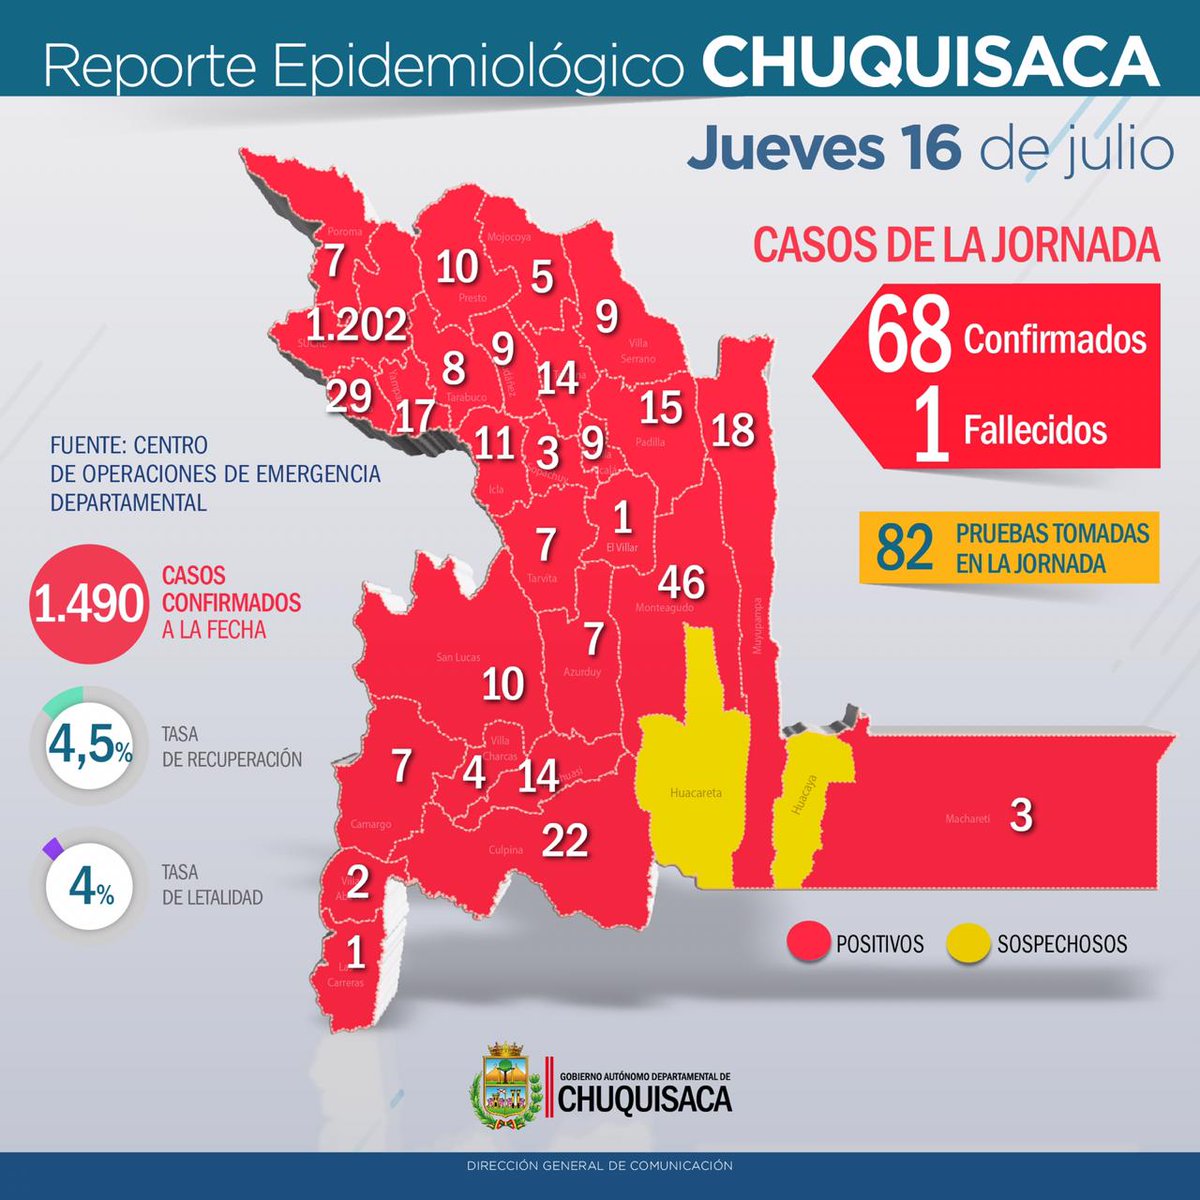 Reporte Epidemiológico CHUQUISACA
Jueves 16 de julio
CASOS DE LA JORNADA
68 Confirmados
1 Fallecidos
82 PRUEBAS TOMADAS
EN LA JORNADA
FUENTE: CENTRO
DE OPERACIONES DE EMERGENCIA
DEPARTAMENTAL
1.490 CASOS
CONFIRMADOS
A LA FECHA
4,5% TASA
DE RECUPERACIÓN
4% TASA
DE LETALIDAD
Poroma
7
10
Presto
Mojocoya
5
9
Villa
Serrano
1.202
SUCRE
29
17
8
Tarabuco
9
14
15
Padilla
18
11
Icla
3
Sopachuy
9
7
Tarvita
1
El Villar
46
Monteagudo
Muyupampa
7
Azurduy
San Lucas
10
Villa
Charcas
7
Camargo
4
14
22
Culpina
2
1
Carreras
Huacareta
Huacaya
Machareti
3
POSITIVOS
SOSPECHOSOS
GOBIERNO AUTÓNOMO DEPARTAMENTAL DE
CHUQUISACA
DIRECCIÓN GENERAL DE COMUNICACIÓN